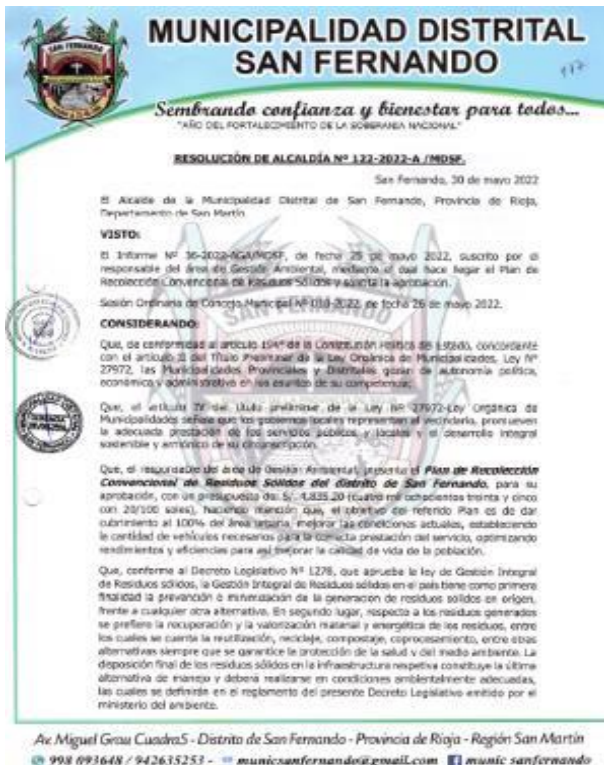 MUNICIPALIDAD DISTRITAL
SAN FERNANDO
117
Sembrando confianza y bienestar para todos...
"AÑO DEL FORTALECIMIENTO DE LA SOBERANIA NACIONAL"
RESOLUCIÓN DE ALCALDÍA Nº 122-2022-A /MDSF.
San Fernando, 30 de mayo 2022
El Alcalde de la Municipalidad Distrital de San Fernando, Provincia de Rioja,
Departamento de San Martín
VISTO:
El Informe Nº 36-2022-AGA/MDSF, de fecha 25 de mayo 2022, suscrito por el
responsable del área de Gestión Ambiental, mediante el cual hace llegar el Plan de
Recolección Convencional de Residuos Sólidos y solicita la aprobación.
Sesión Ordinaria de Concejo Municipal Nº 010-2022, de fecha 26 de mayo 2022.
SAN FERNANDO
CONSIDERANDO:
Que, de conformidad al artículo 194° de la Constitución Política del Estado, concordante
con el artículo II del Título Preliminar de la Ley Orgánica de Municipalidades, Ley Nº
27972, las Municipalidades Provinciales y Distritales gozan de autonomía política,
económica y administrativa en los asuntos de su competencia;
Que, el artículo IV del título preliminar de la Ley Nº 27972-Ley Orgánica de
Municipalidades señala que los gobiernos locales representan al vecindario, promueven
la adecuada prestación de los servicios públicos y locales y el desarrollo integral
sostenible y armónico de su circunscripción.
Que, el responsable del área de Gestión Ambiental, presenta el Plan de Recolección
Convencional de Residuos Sólidos del distrito de San Fernando, para su
aprobación, con un presupuesto de: S/. 4,835.20 (cuatro mil ochocientos treinta y cinco
con 20/100 soles), haciendo mención que, el objetivo del referido Plan es de dar
cubrimiento al 100% del área urbana, mejorar las condiciones actuales, estableciendo
la cantidad de vehículos necesarios para la correcta prestación del servicio, optimizando
rendimientos y eficiencias para así mejorar la calidad de vida de la población.
Que, conforme al Decreto Legislativo Nº 1278, que aprueba la ley de Gestión Integral
de Residuos sólidos, la Gestión Integral de Residuos sólidos en el país tiene como primera
finalidad la prevención o minimización de la generación de residuos sólidos en origen,
frente a cualquier otra alternativa. En segundo lugar, respecto a los residuos generados
se prefiere la recuperación y la valorización material y energética de los residuos, entre
los cuales se cuenta la reutilización, reciclaje, compostaje, coprocesamiento, entre otras
alternativas siempre que se garantice la protección de la salud y del medio ambiente. La
disposición final de los residuos sólidos en la infraestructura respetiva constituye la última
alternativa de manejo y deberá realizarse en condiciones ambientalmente adecuadas,
las cuales se definirán en el reglamento del presente Decreto Legislativo emitido por el
ministerio del ambiente.
Av. Miguel Grau Cuadra5 - Distrito de San Fernando - Provincia de Rioja - Región San Martín
998 093648 / 942635253 - municsanfernando@gmail.com munic sanfernando